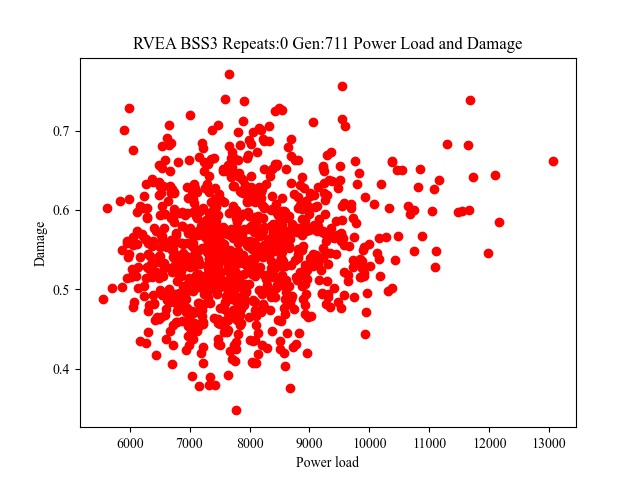 RVEA BSS3 Repeats:0 Gen:711 Power Load and Damage
0.7
0.6
0.5
0.4
Damage
6000 7000 8000 9000 10000 11000 12000 13000
Power load